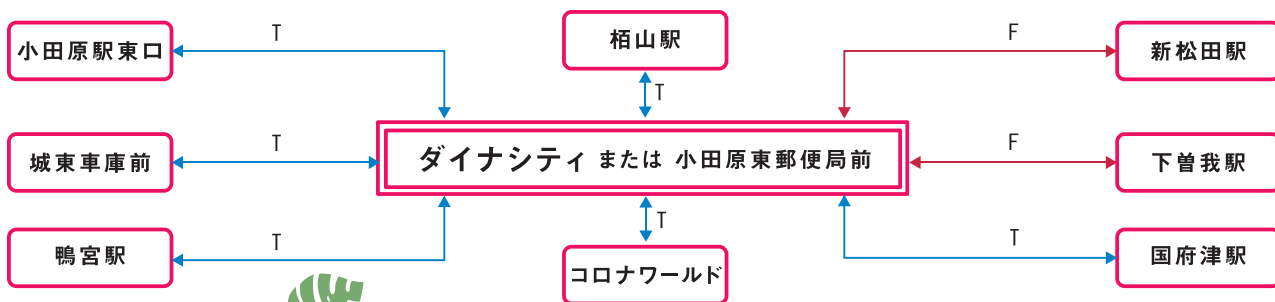 小田原駅東口
T
栢山駅
T
F
新松田駅
城東車庫前
T
ダイナシティ または 小田原東郵便局前
F
下曽我駅
鴨宮駅
T
T
コロナワールド
T
国府津駅